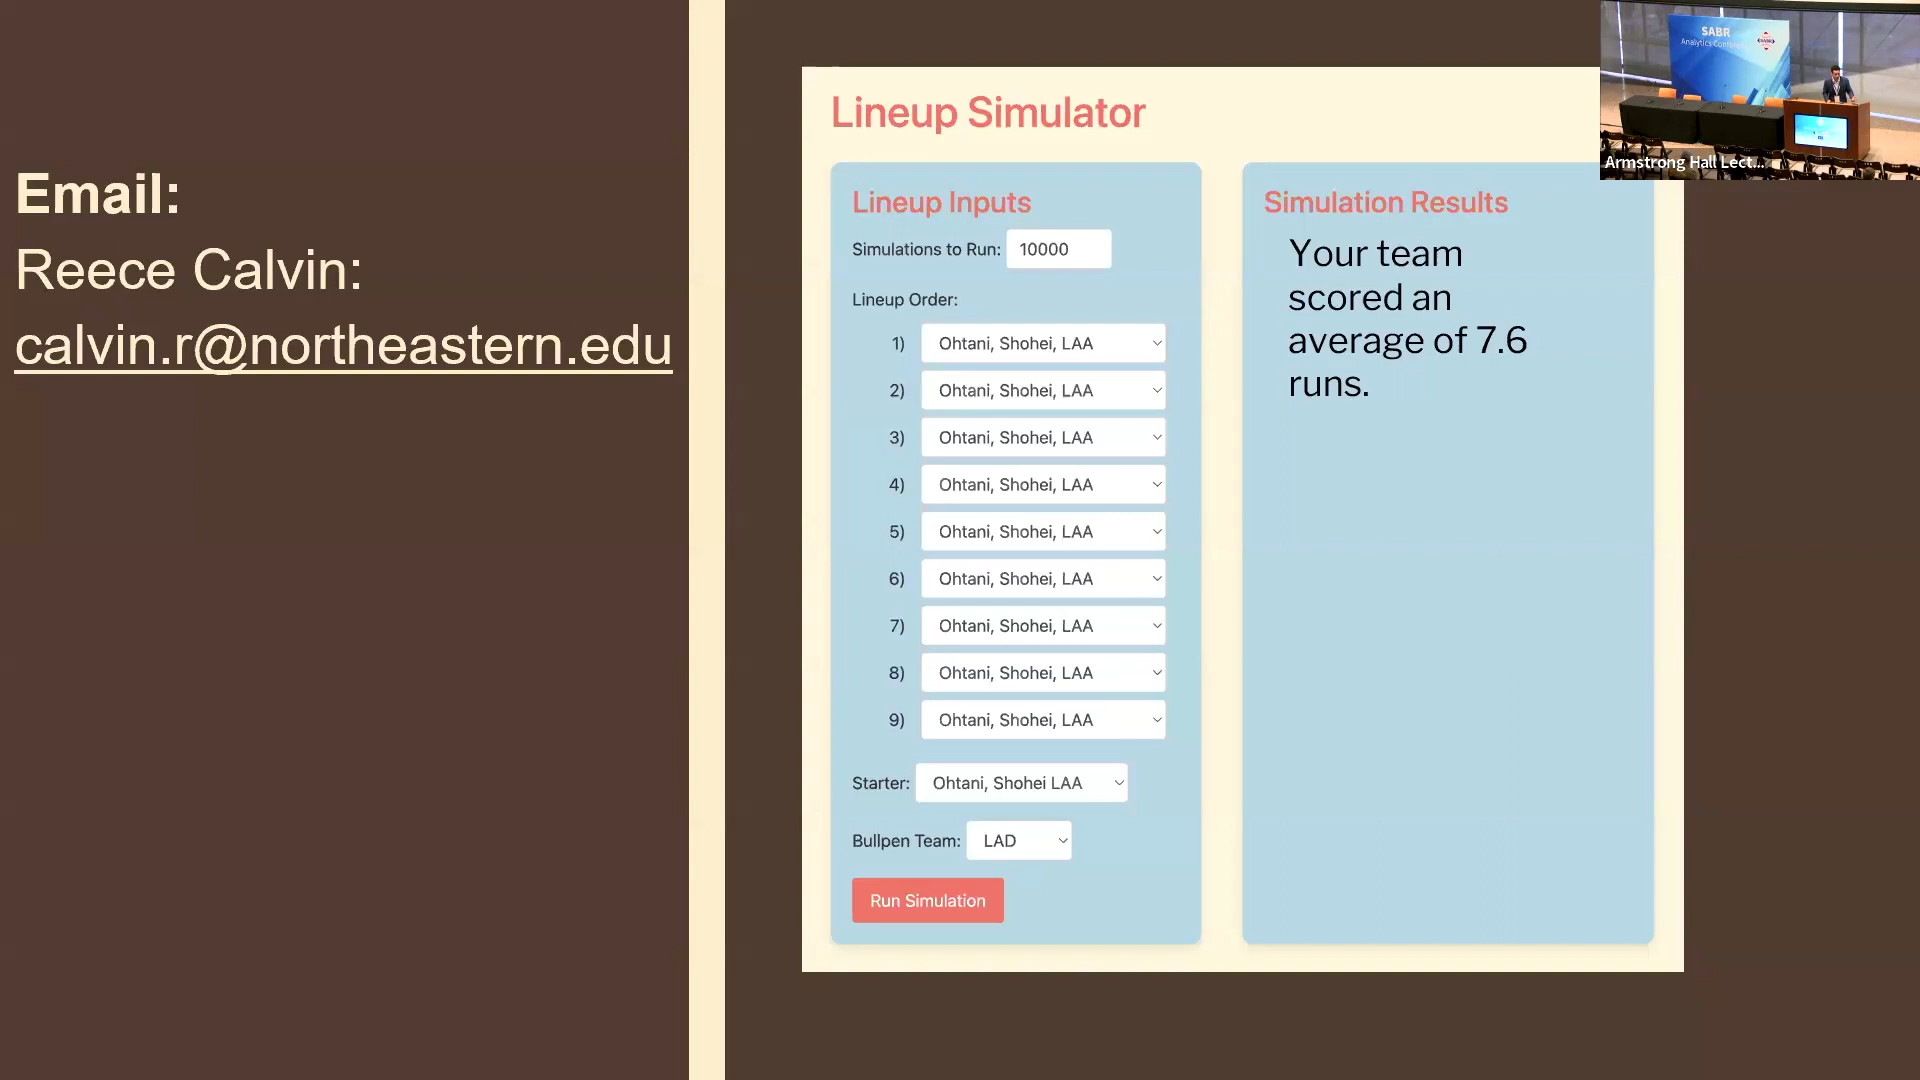 Email:
Reece Calvin:
calvin.r@northeastern.edu
Lineup Simulator
Lineup Inputs
Simulations to Run: 10000
Lineup Order:
1) Ohtani, Shohei, LAA
2) Ohtani, Shohei, LAA
3) Ohtani, Shohei, LAA
4) Ohtani, Shohei, LAA
5) Ohtani, Shohei, LAA
6) Ohtani, Shohei, LAA
7) Ohtani, Shohei, LAA
8) Ohtani, Shohei, LAA
9) Ohtani, Shohei, LAA
Starter: Ohtani, Shohei LAA
Bullpen Team: LAD
Run Simulation
Simulation Results
Your team
scored an
average of 7.6
runs.
SABR
Analytics
Armstrong Hall Lect...